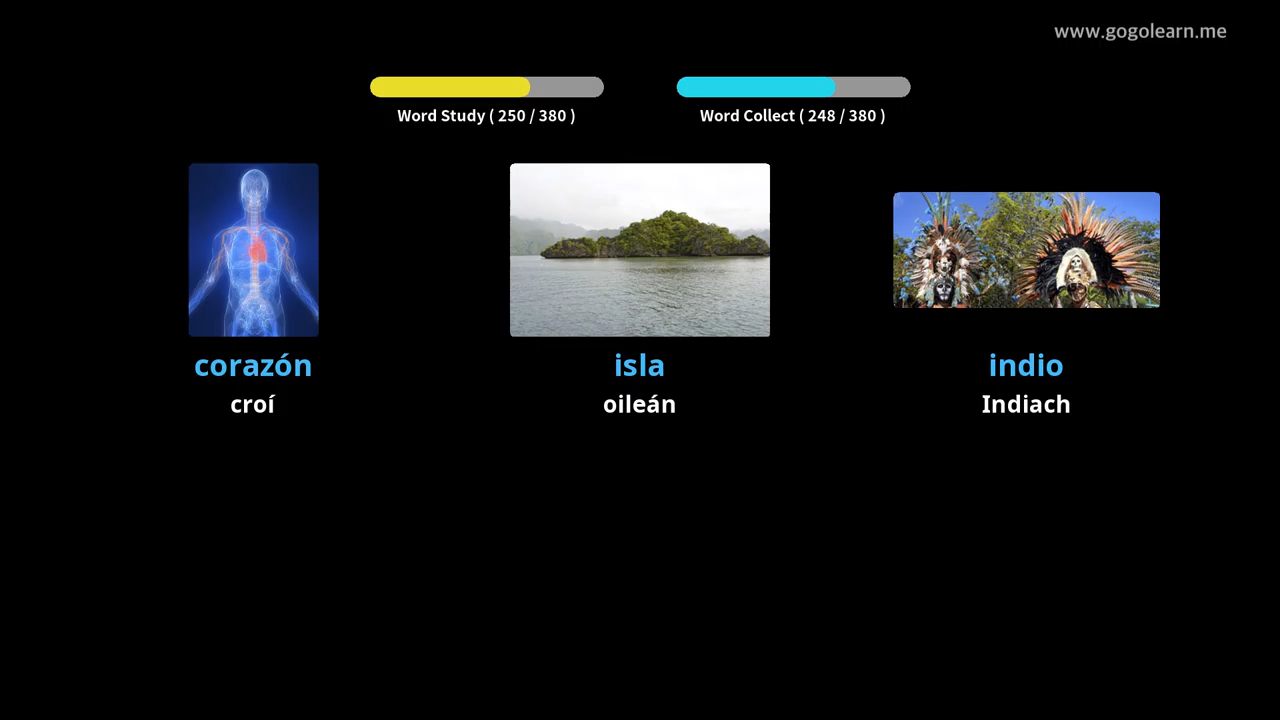 www.gogolearn.me
Word Study ( 250 / 380 )
Word Collect ( 248 / 380 )
corazón
croí
isla
oileán
indio
Indiach